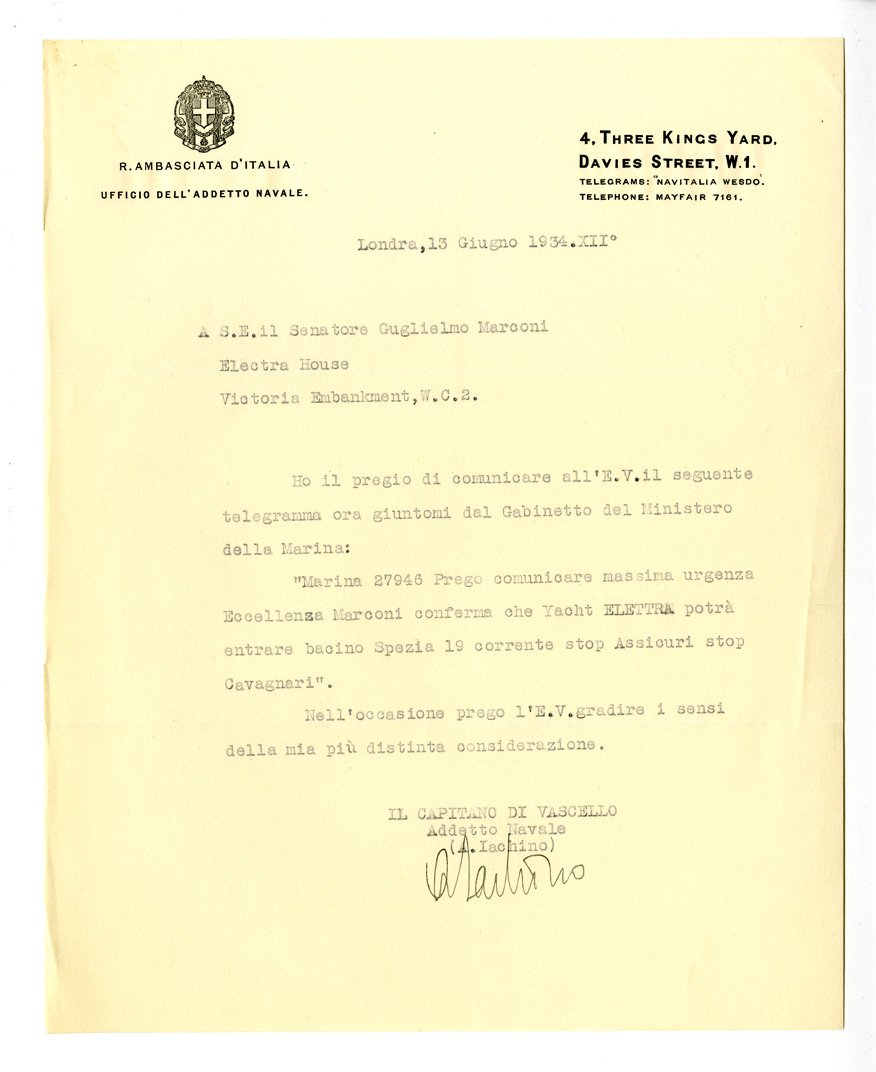 R. AMBASCIATA D'ITALIA
UFFICIO DELL'ADDETTO NAVALE.
4, THREE KINGS YARD,
DAVIES STREET, W.1.
TELEGRAMS: "NAVITALIA WESDO".
TELEPHONE: MAYFAIR 7161.
Londra,13 Giugno 1934.XII°
A S.E.il Senatore Guglielmo Marconi
Electra House
Victoria Embankment,W.C.2.
Ho il pregio di comunicare all'E.V.il seguente
telegramma ora giuntomi dal Gabinetto del Ministero
della Marina:
"Marina 27946 Prego comunicare massima urgenza
Eccellenza Marconi conferma che Yacht ELETTRA potrà
entrare bacino Spezia 19 corrente stop Assicuri stop
Cavagnari".
Nell'occasione prego l'E.V.gradire i sensi
della mia più distinta considerazione.
IL CAPITANO DI VASCELLO
Addetto Navale
(A.Iachino)
A Iachino